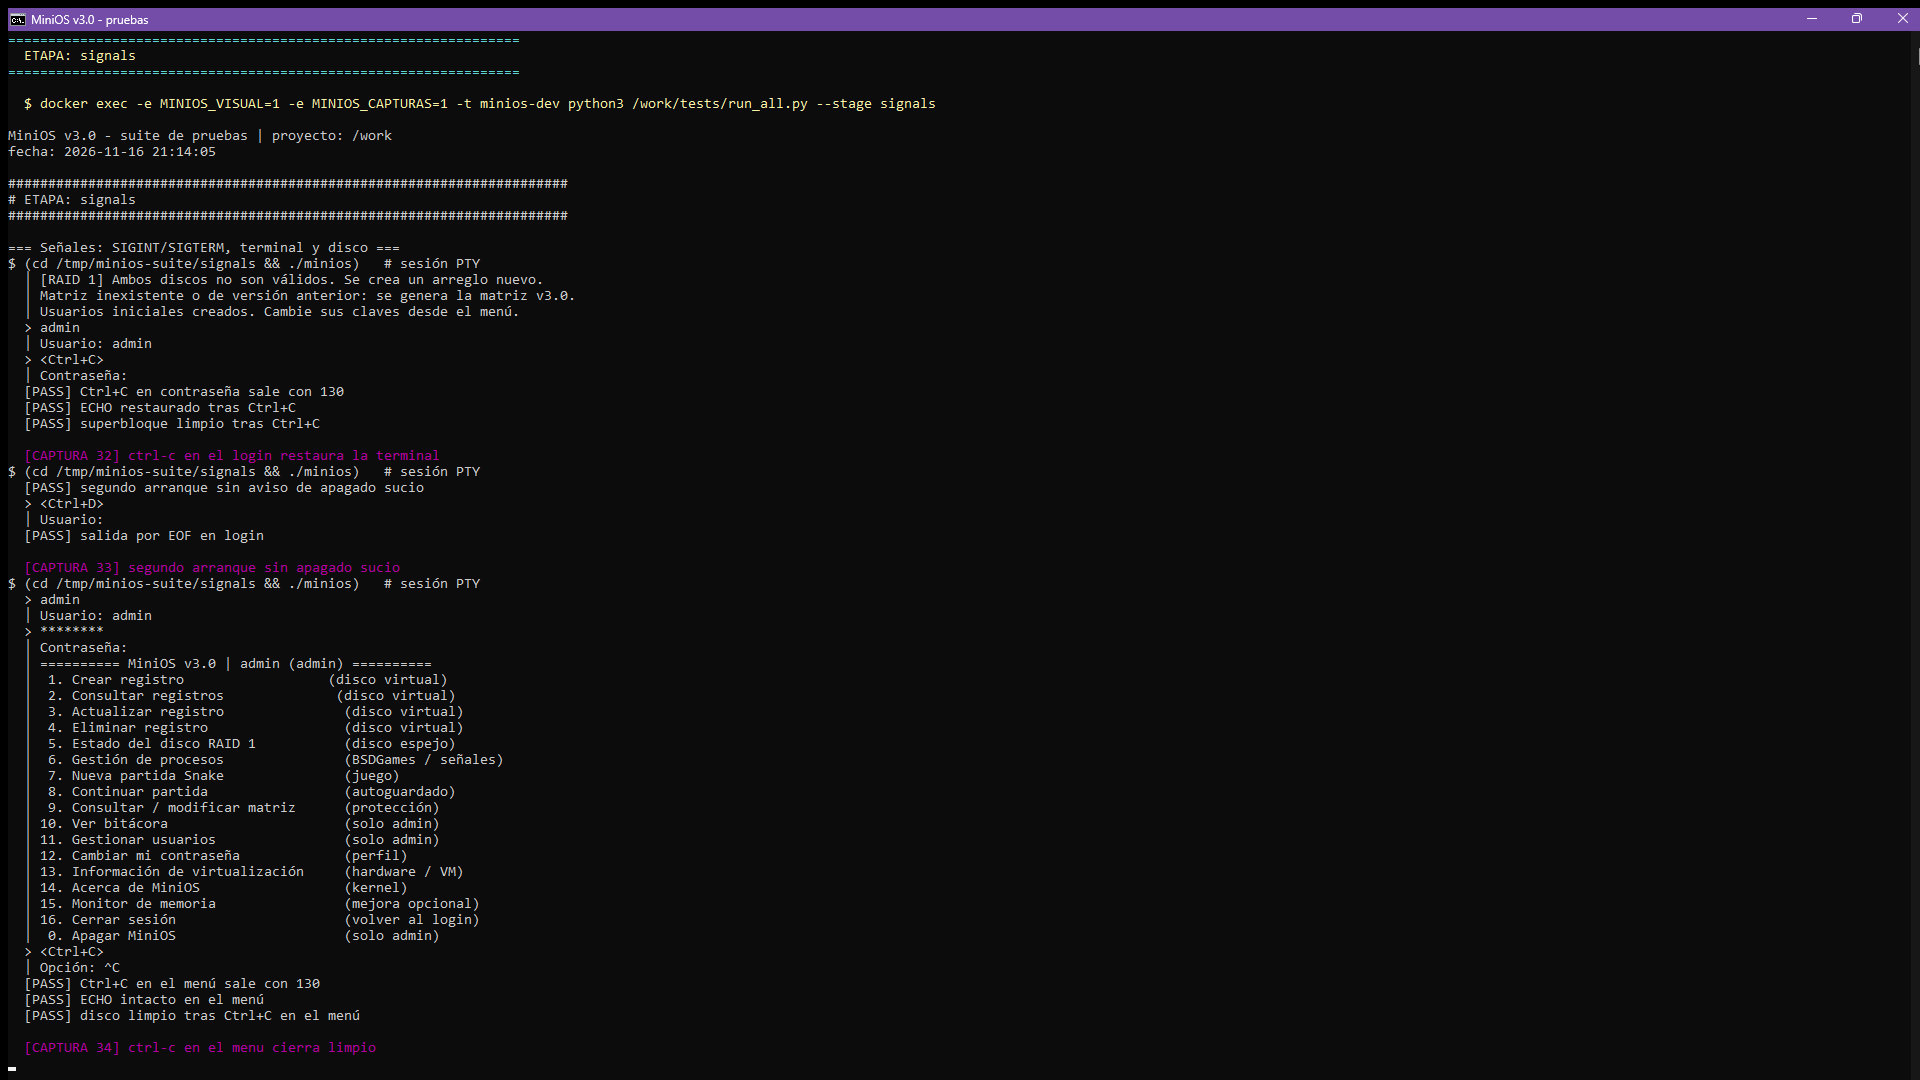 MiniOS v3.0 - pruebas
================================================================
ETAPA: signals
================================================================
$ docker exec -e MINIOS_VISUAL=1 -e MINIOS_CAPTURAS=1 -t minios-dev python3 /work/tests/run_all.py --stage signals
MiniOS v3.0 - suite de pruebas | proyecto: /work
fecha: 2026-11-16 21:14:05
######################################################################
# ETAPA: signals
######################################################################
=== Señales: SIGINT/SIGTERM, terminal y disco ===
$ (cd /tmp/minios-suite/signals && ./minios)   # sesión PTY
| [RAID 1] Ambos discos no son válidos. Se crea un arreglo nuevo.
| Matriz inexistente o de versión anterior: se genera la matriz v3.0.
| Usuarios iniciales creados. Cambie sus claves desde el menú.
> admin
| Usuario: admin
> <Ctrl+C>
| Contraseña:
[PASS] Ctrl+C en contraseña sale con 130
[PASS] ECHO restaurado tras Ctrl+C
[PASS] superbloque limpio tras Ctrl+C
[CAPTURA 32] ctrl-c en el login restaura la terminal
$ (cd /tmp/minios-suite/signals && ./minios)   # sesión PTY
[PASS] segundo arranque sin aviso de apagado sucio
> <Ctrl+D>
| Usuario:
[PASS] salida por EOF en login
[CAPTURA 33] segundo arranque sin apagado sucio
$ (cd /tmp/minios-suite/signals && ./minios)   # sesión PTY
> admin
| Usuario: admin
> ********
| Contraseña:
| ========== MiniOS v3.0 | admin (admin) ==========
|  1. Crear registro                  (disco virtual)
|  2. Consultar registros              (disco virtual)
|  3. Actualizar registro               (disco virtual)
|  4. Eliminar registro                 (disco virtual)
|  5. Estado del disco RAID 1           (disco espejo)
|  6. Gestión de procesos               (BSDGames / señales)
|  7. Nueva partida Snake               (juego)
|  8. Continuar partida                 (autoguardado)
|  9. Consultar / modificar matriz      (protección)
| 10. Ver bitácora                      (solo admin)
| 11. Gestionar usuarios                (solo admin)
| 12. Cambiar mi contraseña             (perfil)
| 13. Información de virtualización     (hardware / VM)
| 14. Acerca de MiniOS                  (kernel)
| 15. Monitor de memoria                (mejora opcional)
| 16. Cerrar sesión                     (volver al login)
|  0. Apagar MiniOS                     (solo admin)
> <Ctrl+C>
| Opción: ^C
[PASS] Ctrl+C en el menú sale con 130
[PASS] ECHO intacto en el menú
[PASS] disco limpio tras Ctrl+C en el menú
[CAPTURA 34] ctrl-c en el menu cierra limpio